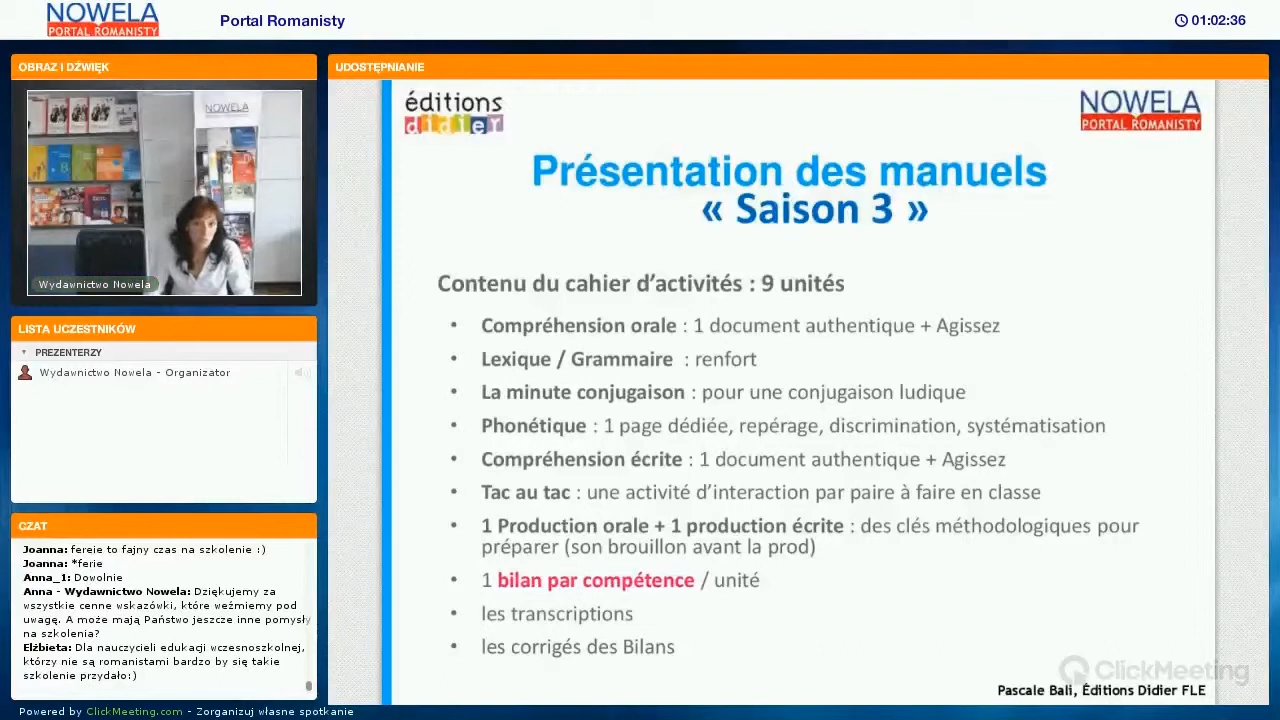 NOWELA
PORTAL ROMANISTY
Portal Romanisty
01:02:36
OBRAZ I DŹWIĘK
NOWELA
Wydawnictwo Nowela
LISTA UCZESTNIKÓW
PREZENTERZY
Wydawnictwo Nowela - Organizator
CZAT
Joanna: fereie to fajny czas na szkolenie :)
Joanna: *ferie
Anna_1: Dowolnie
Anna - Wydawnictwo Nowela: Dziękujemy za
wszystkie cenne wskazówki, które weźmiemy pod
uwagę. A może mają Państwo jeszcze inne pomysły
na szkolenia?
Elżbieta: Dla nauczycieli edukacji wczesnoszkolnej,
którzy nie są romanistami bardzo by się takie
szkolenie przydało:)
UDOSTĘPNIANIE
éditions
didier
NOWELA
PORTAL ROMANISTY
Présentation des manuels
« Saison 3 »
Contenu du cahier d’activités : 9 unités
• Compréhension orale : 1 document authentique + Agissez
• Lexique / Grammaire : renfort
• La minute conjugaison : pour une conjugaison ludique
• Phonétique : 1 page dédiée, repérage, discrimination, systématisation
• Compréhension écrite : 1 document authentique + Agissez
• Tac au tac : une activité d’interaction par paire à faire en classe
• 1 Production orale + 1 production écrite : des clés méthodologiques pour
préparer (son brouillon avant la prod)
• 1 bilan par compétence / unité
• les transcriptions
• les corrigés des Bilans
ClickMeeting
Pascale Bali, Éditions Didier FLE
Powered by ClickMeeting.com - Zorganizuj własne spotkanie